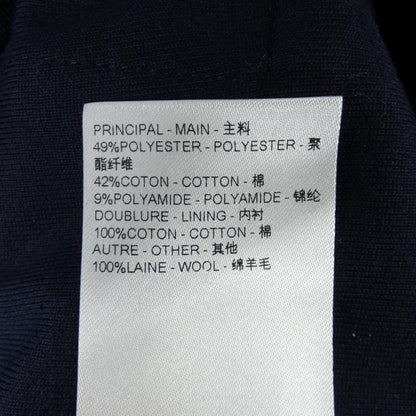 PRINCIPAL - MAIN - 主料
49%POLYESTER - POLYESTER - 聚
酯纤维
42%COTON - COTTON - 棉
9%POLYAMIDE - POLYAMIDE - 锦纶
DOUBLURE - LINING - 内衬
100%COTON - COTTON - 棉
AUTRE - OTHER - 其他
100%LAINE - WOOL - 绵羊毛